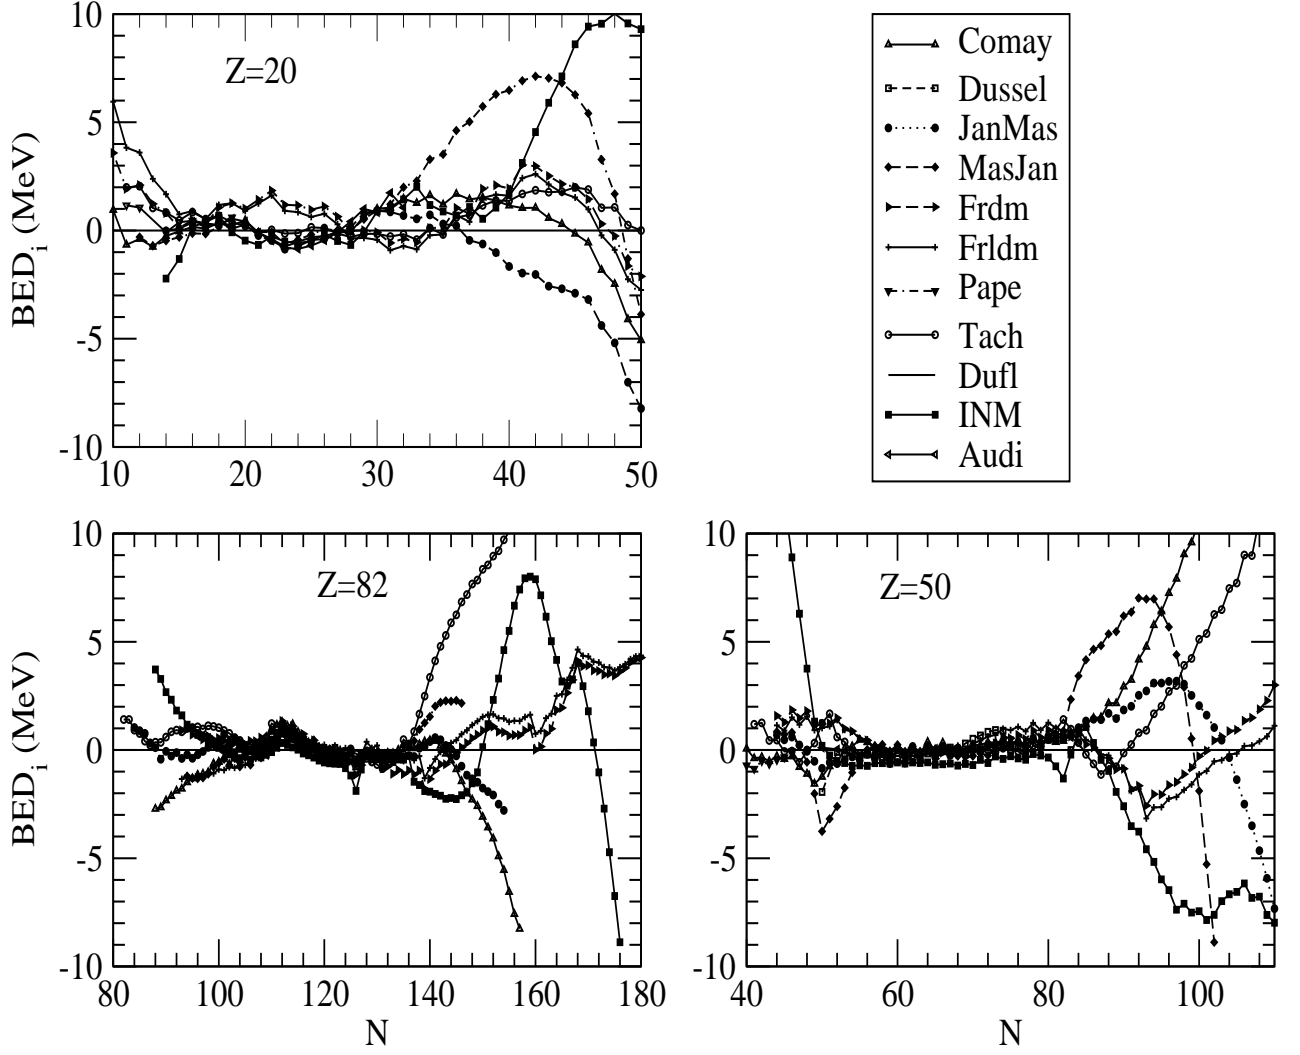 10
5
0
-5
-10
BED_i (MeV)
Z=20
10 20 30 40 50
Comay
Dussel
JanMas
MasJan
Frdm
Frldm
Pape
Tach
Dufl
INM
Audi
10
5
0
-5
-10
BED_i (MeV)
Z=82
80 100 120 140 160 180
N
10
5
0
-5
-10
Z=50
40 60 80 100
N